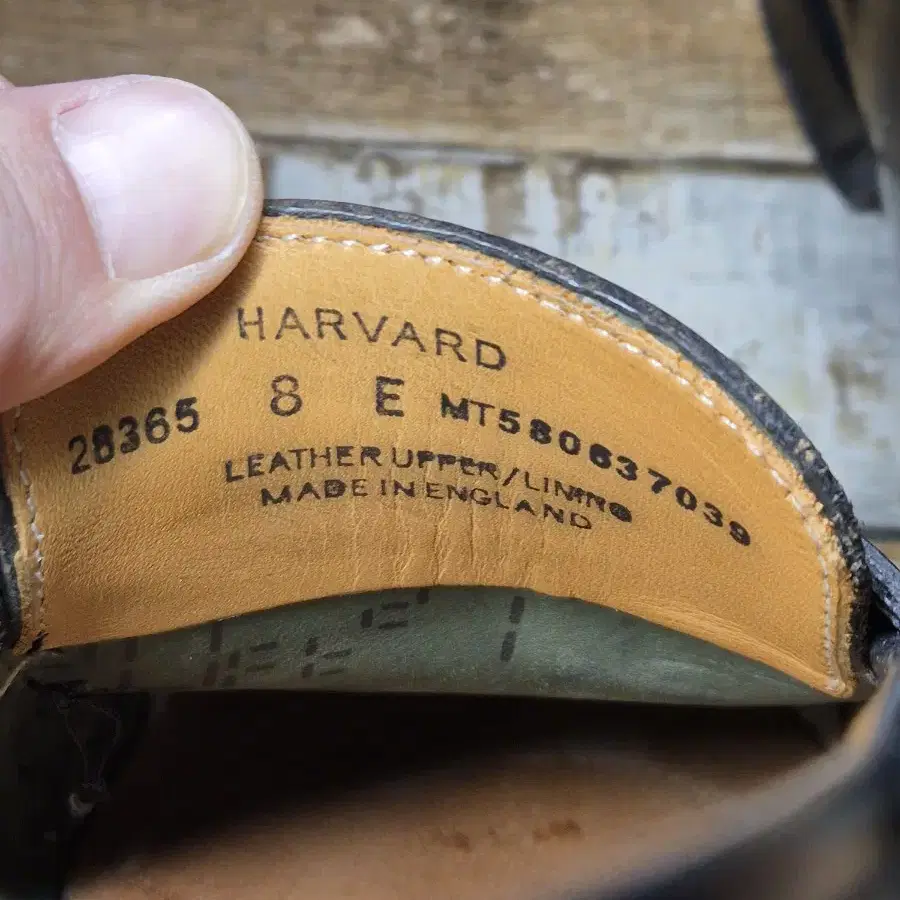 HARVARD
28365 8 E MT580637039
LEATHER UPPER/LINING
MADE IN ENGLAND